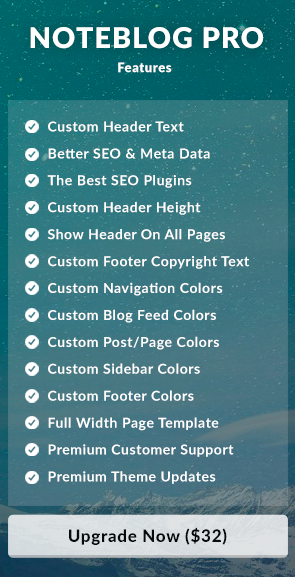 NOTEBLOG PRO
Features
Custom Header Text
Better SEO & Meta Data
The Best SEO Plugins
Custom Header Height
Show Header On All Pages
Custom Footer Copyright Text
Custom Navigation Colors
Custom Blog Feed Colors
Custom Post/Page Colors
Custom Sidebar Colors
Custom Footer Colors
Full Width Page Template
Premium Customer Support
Premium Theme Updates
Upgrade Now ($32)